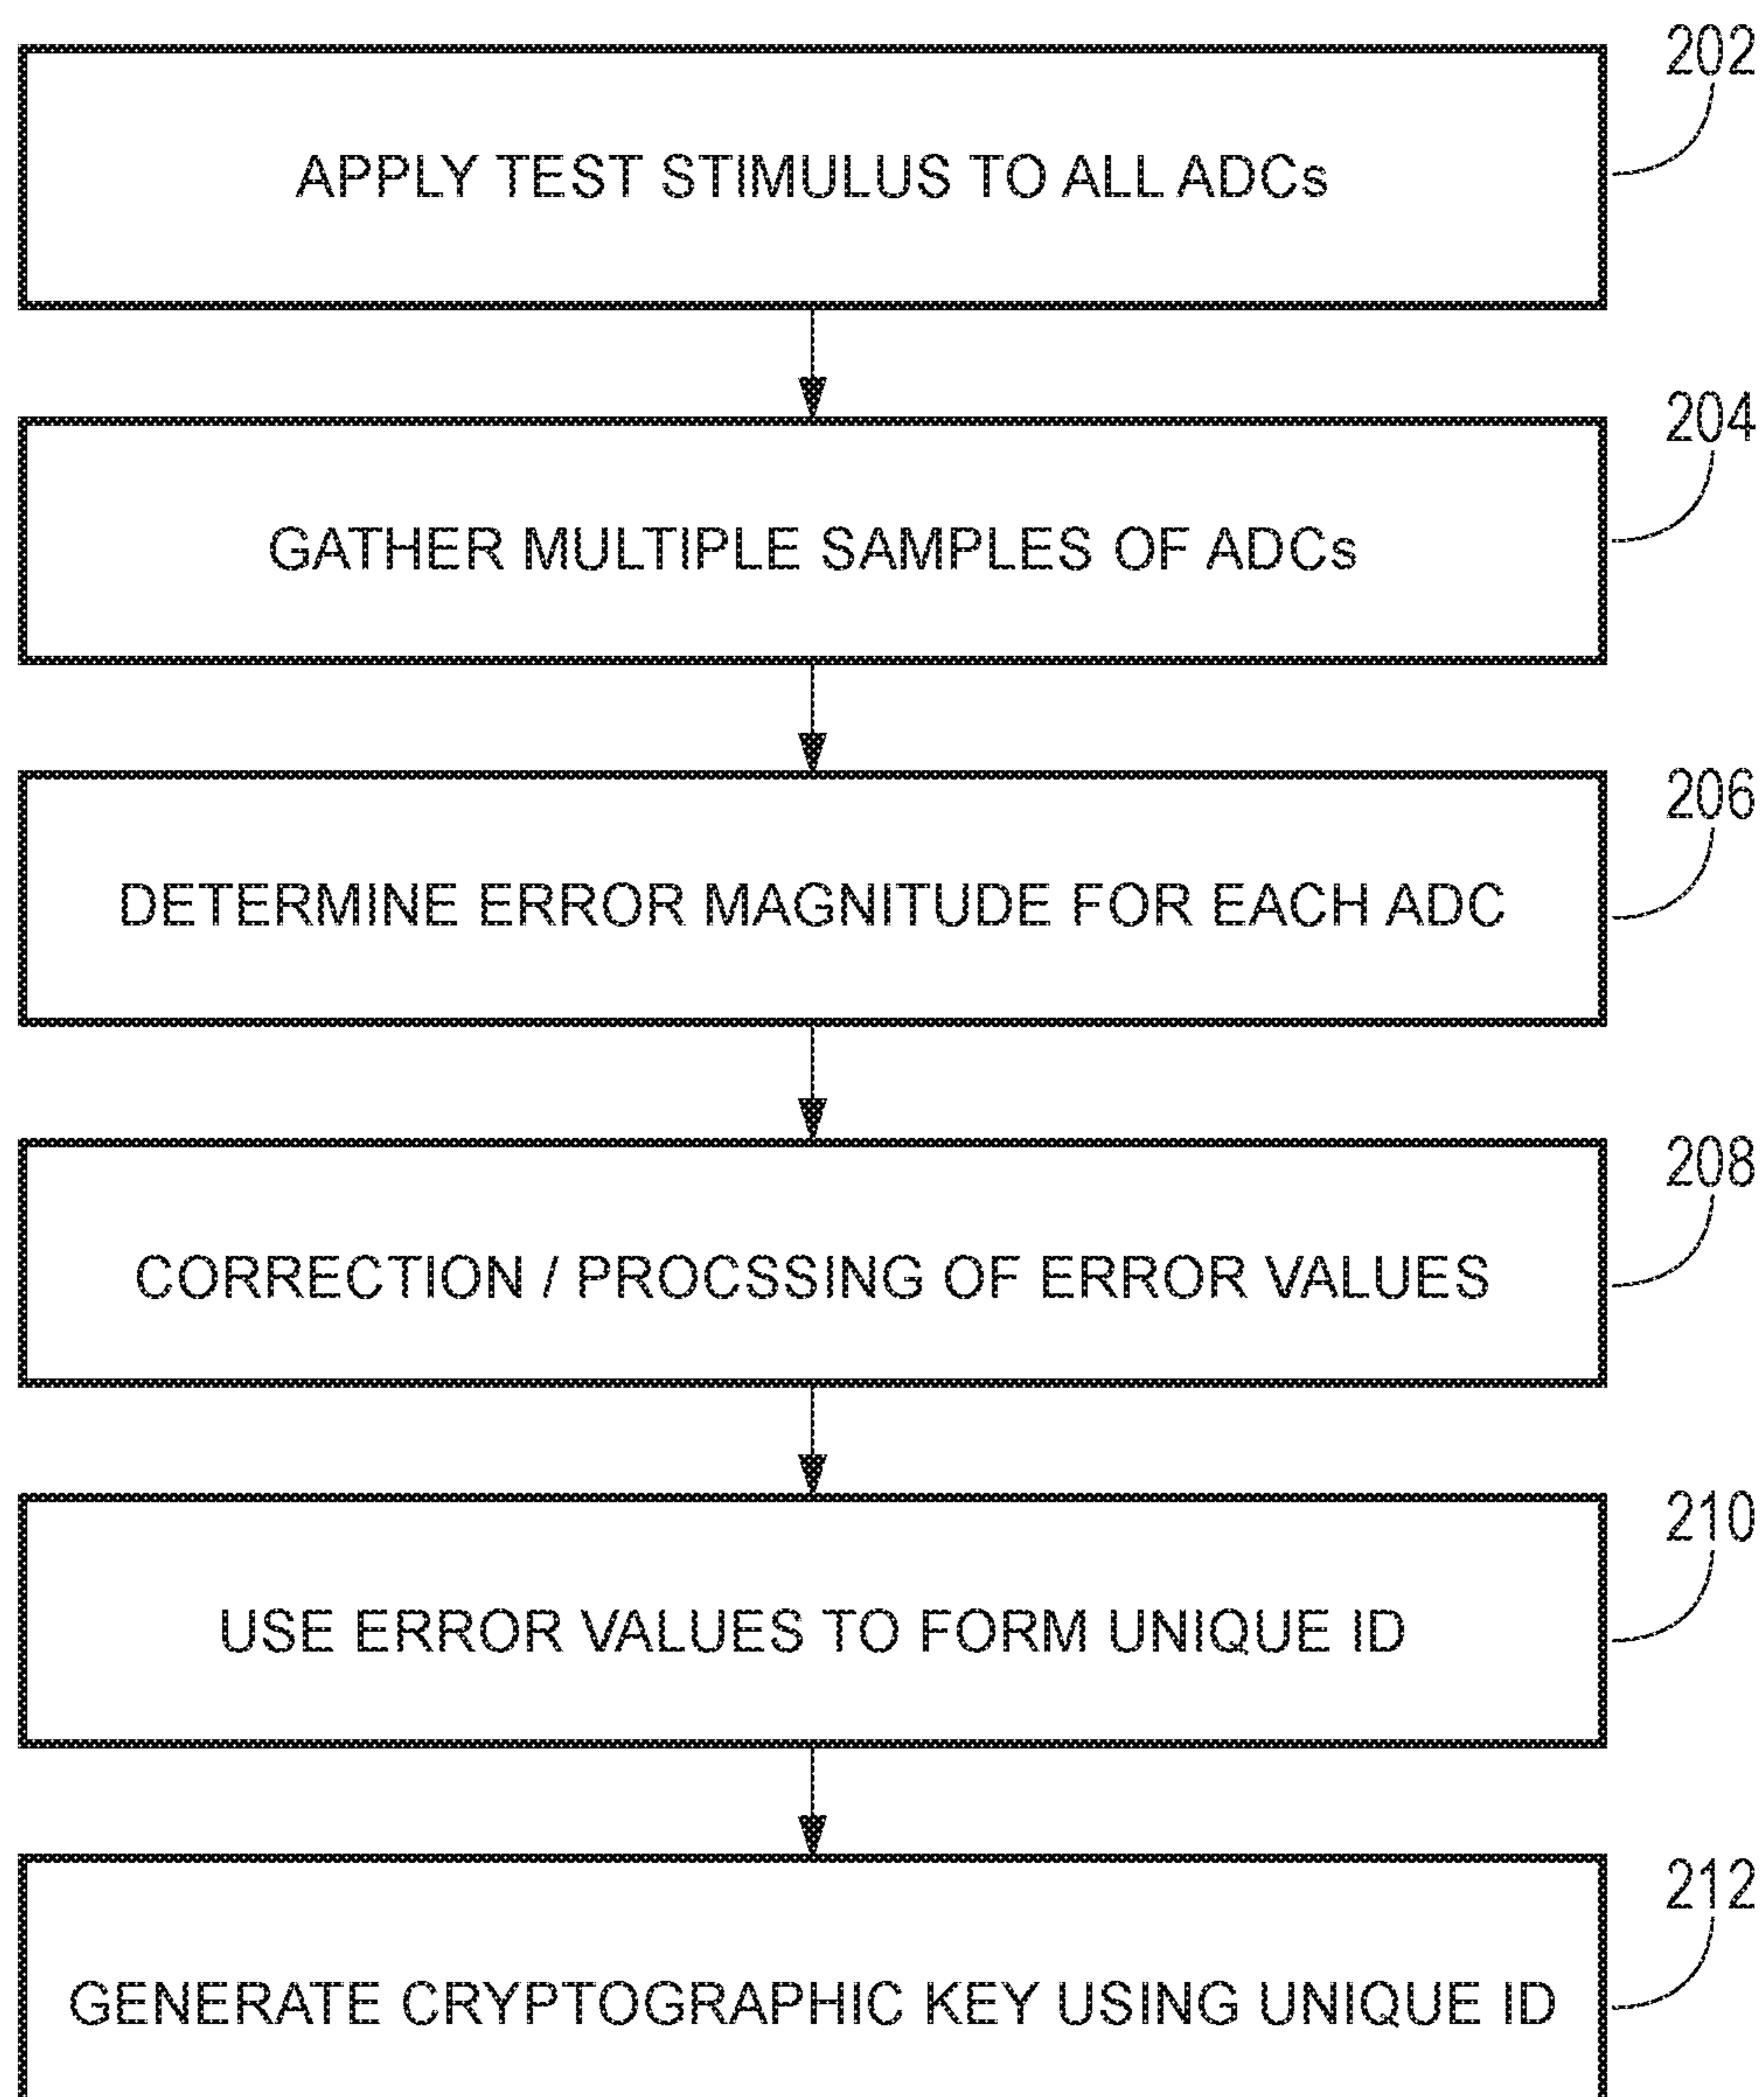 202
APPLY TEST STIMULUS TO ALL ADCs
204
GATHER MULTIPLE SAMPLES OF ADCs
206
DETERMINE ERROR MAGNITUDE FOR EACH ADC
208
CORRECTION / PROCSSING OF ERROR VALUES
210
USE ERROR VALUES TO FORM UNIQUE ID
212
GENERATE CRYPTOGRAPHIC KEY USING UNIQUE ID